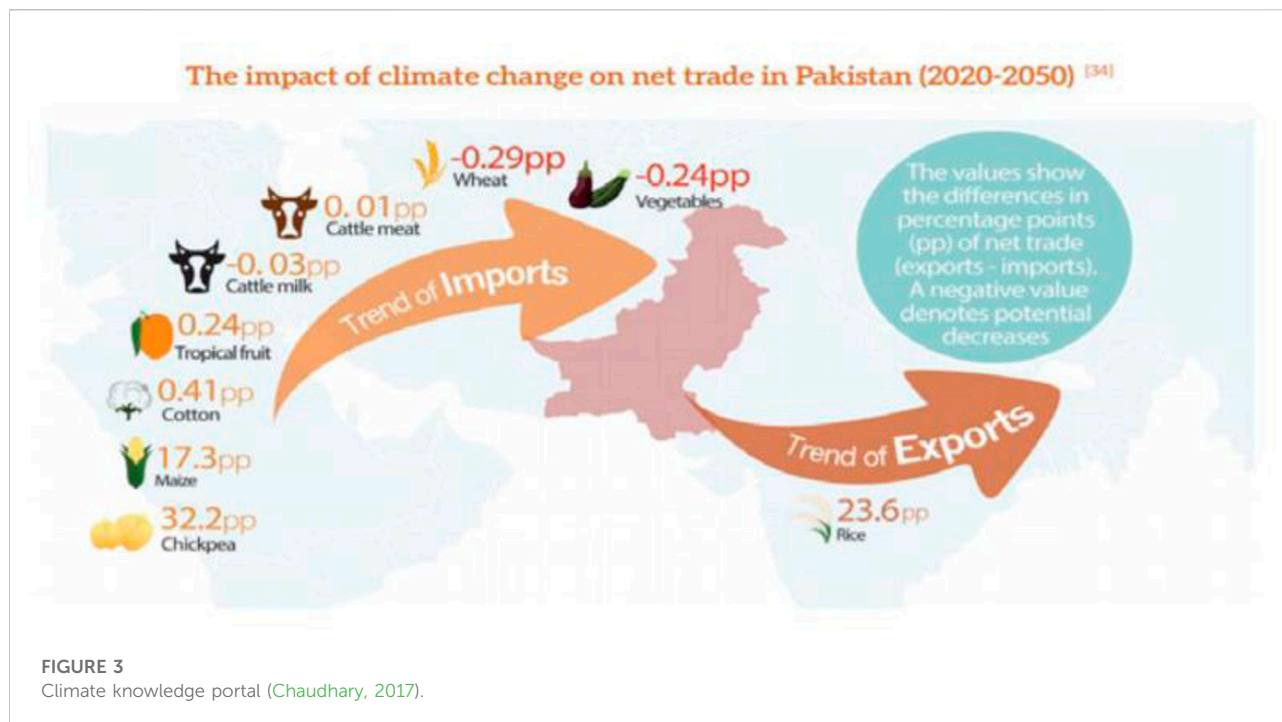 The impact of climate change on net trade in Pakistan (2020-2050) [34]
-0.29pp
Wheat
-0.24pp
Vegetables
0. 01pp
Cattle meat
-0. 03pp
Cattle milk
0.24pp
Tropical fruit
0.41pp
Cotton
17.3pp
Maize
32.2pp
Chickpea
Trend of Imports
The values show
the differences in
percentage points
(pp) of net trade
(exports - imports).
A negative value
denotes potential
decreases
Trend of Exports
23.6pp
Rice
FIGURE 3
Climate knowledge portal (Chaudhary, 2017).